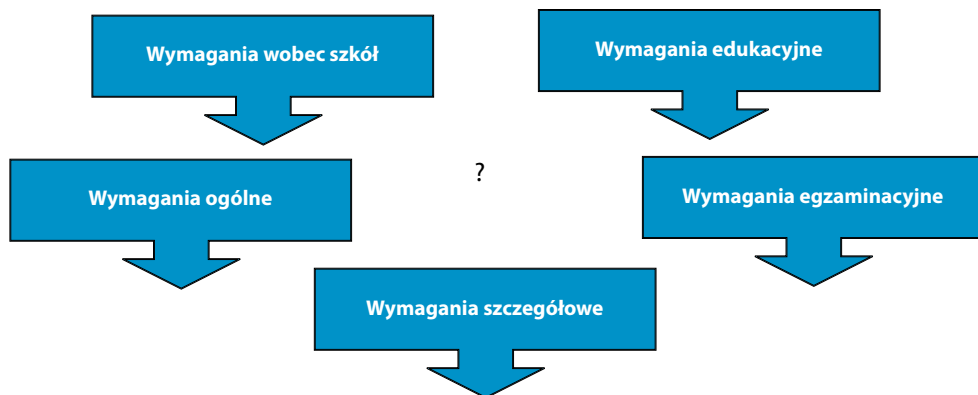 Wymagania wobec szkół
Wymagania edukacyjne
Wymagania ogólne
?
Wymagania egzaminacyjne
Wymagania szczegółowe